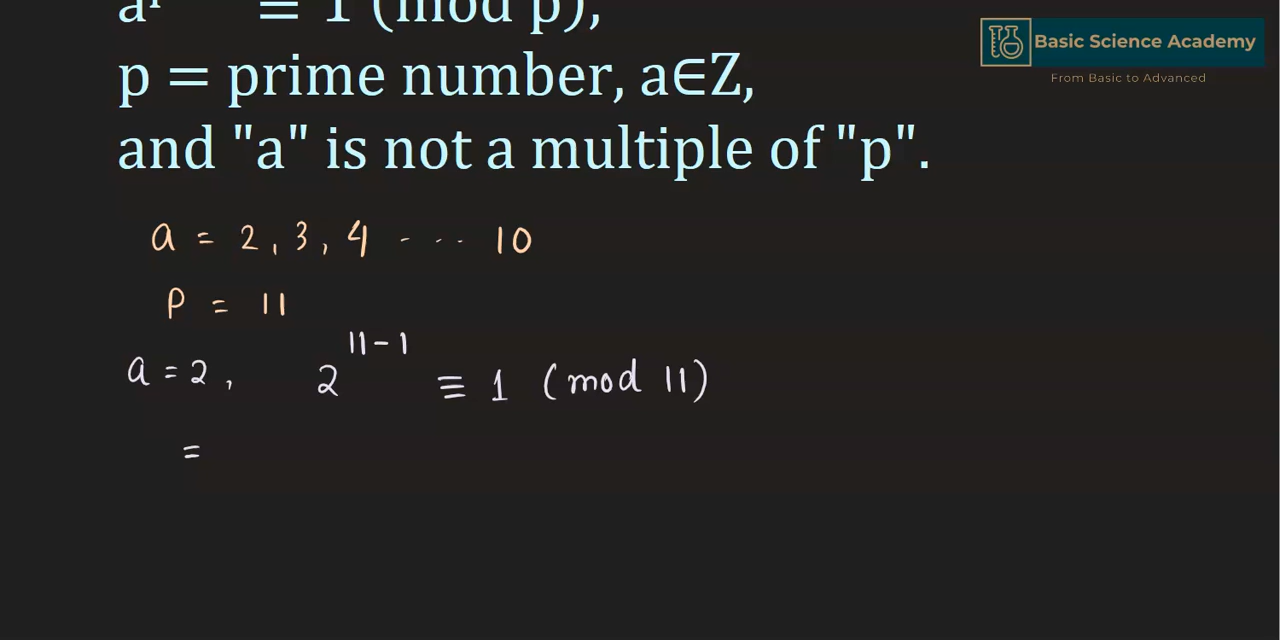 aᵖ ≡ 1 (mod p),
p = prime number, a∈Z,
and "a" is not a multiple of "p".
Basic Science Academy
From Basic to Advanced
a = 2, 3, 4 - - .. 10
P = 11
a = 2, 2^11-1 ≡ 1 (mod 11)
=